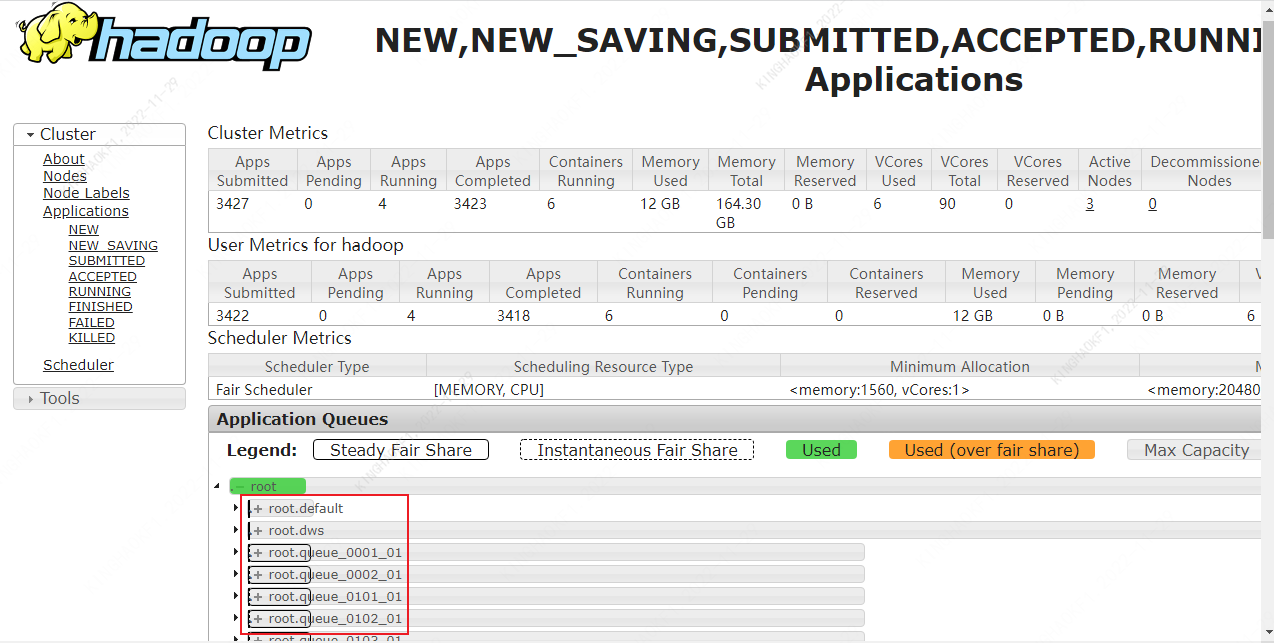 hadoop
NEW,NEW_SAVING,SUBMITTED,ACCEPTED,RUNNI
Applications
Cluster
About
Nodes
Node Labels
Applications
NEW
NEW_SAVING
SUBMITTED
ACCEPTED
RUNNING
FINISHED
FAILED
KILLED
Scheduler
Tools
Cluster Metrics
Apps Submitted Apps Pending Apps Running Apps Completed Containers Running Memory Used Memory Total Memory Reserved VCores Used VCores Total VCores Reserved Active Nodes Decommissione Nodes
3427 0 4 3423 6 12 GB 164.30 GB 0 B 6 90 0 3 0
User Metrics for hadoop
Apps Submitted Apps Pending Apps Running Apps Completed Containers Running Containers Pending Containers Reserved Memory Used Memory Pending Memory Reserved
3422 0 4 3418 6 0 0 12 GB 0 B 0 B 6
Scheduler Metrics
Scheduler Type Scheduling Resource Type Minimum Allocation
Fair Scheduler [MEMORY, CPU] <memory:1560, vCores:1> <memory:20480
Application Queues
Legend: Steady Fair Share Instantaneous Fair Share Used Used (over fair share) Max Capacity
- root
+ root.default
+ root.dws
+ root.queue_0001_01
+ root.queue_0002_01
+ root.queue_0101_01
+ root.queue_0102_01